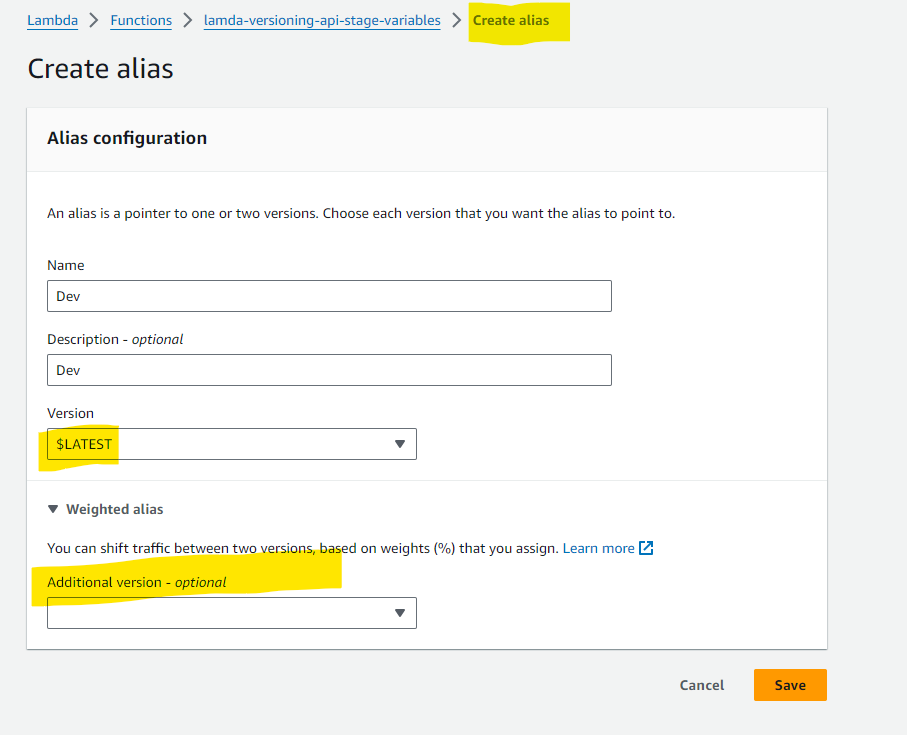 Lambda > Functions > lamda-versioning-api-stage-variables > Create alias
Create alias
Alias configuration
An alias is a pointer to one or two versions. Choose each version that you want the alias to point to.
Name
Dev
Description - optional
Dev
Version
$LATEST
Weighted alias
You can shift traffic between two versions, based on weights (%) that you assign. Learn more
Additional version - optional
Cancel Save